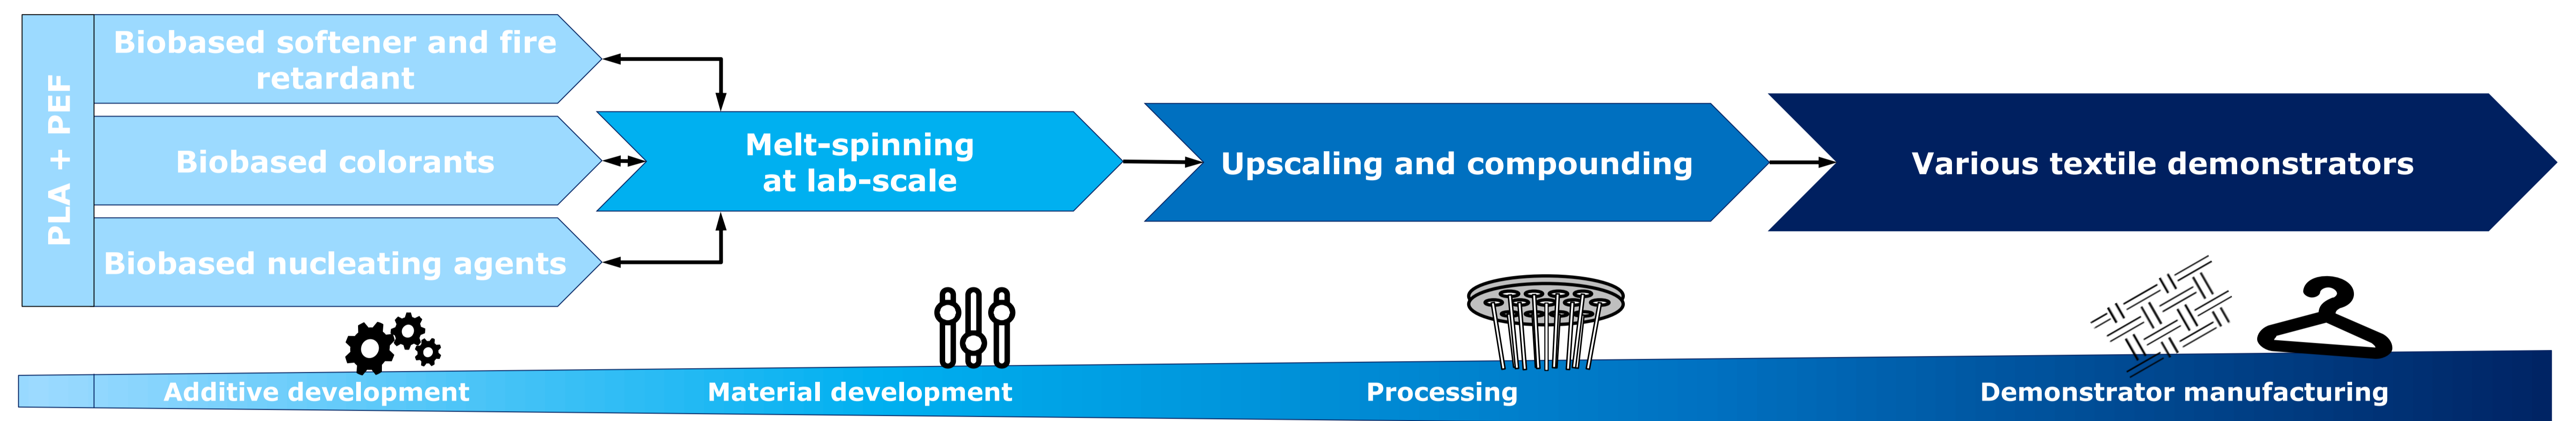 PLA + PEF
Biobased softener and fire
retardant
Biobased colorants
Biobased nucleating agents
Melt-spinning
at lab-scale
Upscaling and compounding
Various textile demonstrators
Additive development
Material development
Processing
Demonstrator manufacturing